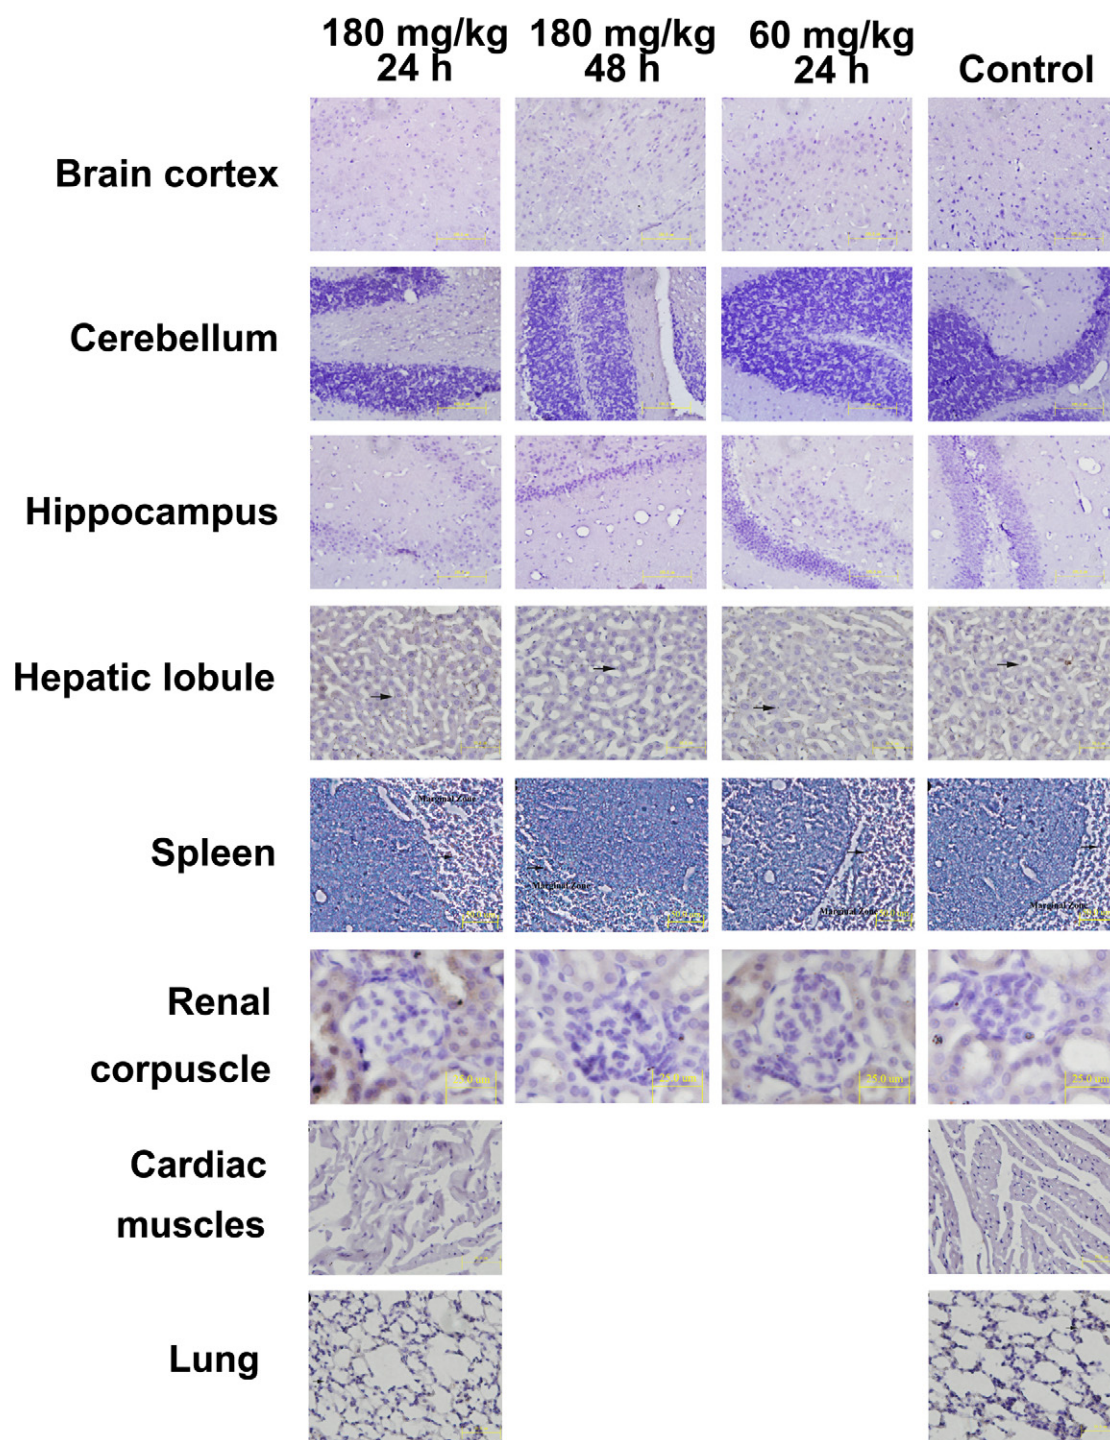 180 mg/kg 180 mg/kg 60 mg/kg
24 h 48 h 24 h Control
Brain cortex
Cerebellum
Hippocampus
Hepatic lobule
Marginal Zone
Spleen
Marginal Zone
Marginal Zone
Marginal Zone
Renal
corpuscle
25.0 um 25.0 um 25.0 um 25.0 um
Cardiac
muscles
Lung